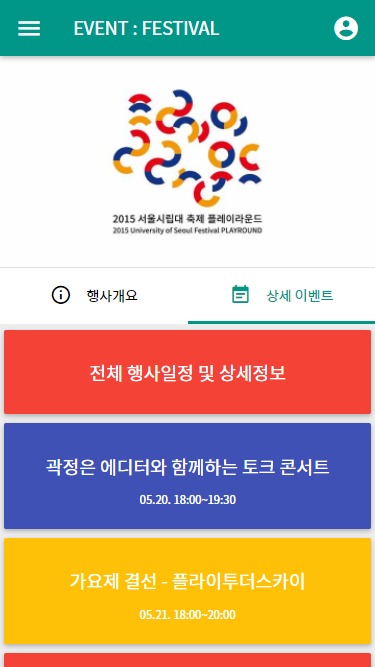 EVENT : FESTIVAL
2015 서울시립대 축제 플레이라운드
2015 University of Seoul Festival PLAYROUND
행사개요
상세 이벤트
전체 행사일정 및 상세정보
곽정은 에디터와 함께하는 토크 콘서트
05.20. 18:00~19:30
가요제 결선 - 플라이투더스카이
05.21. 18:00~20:00